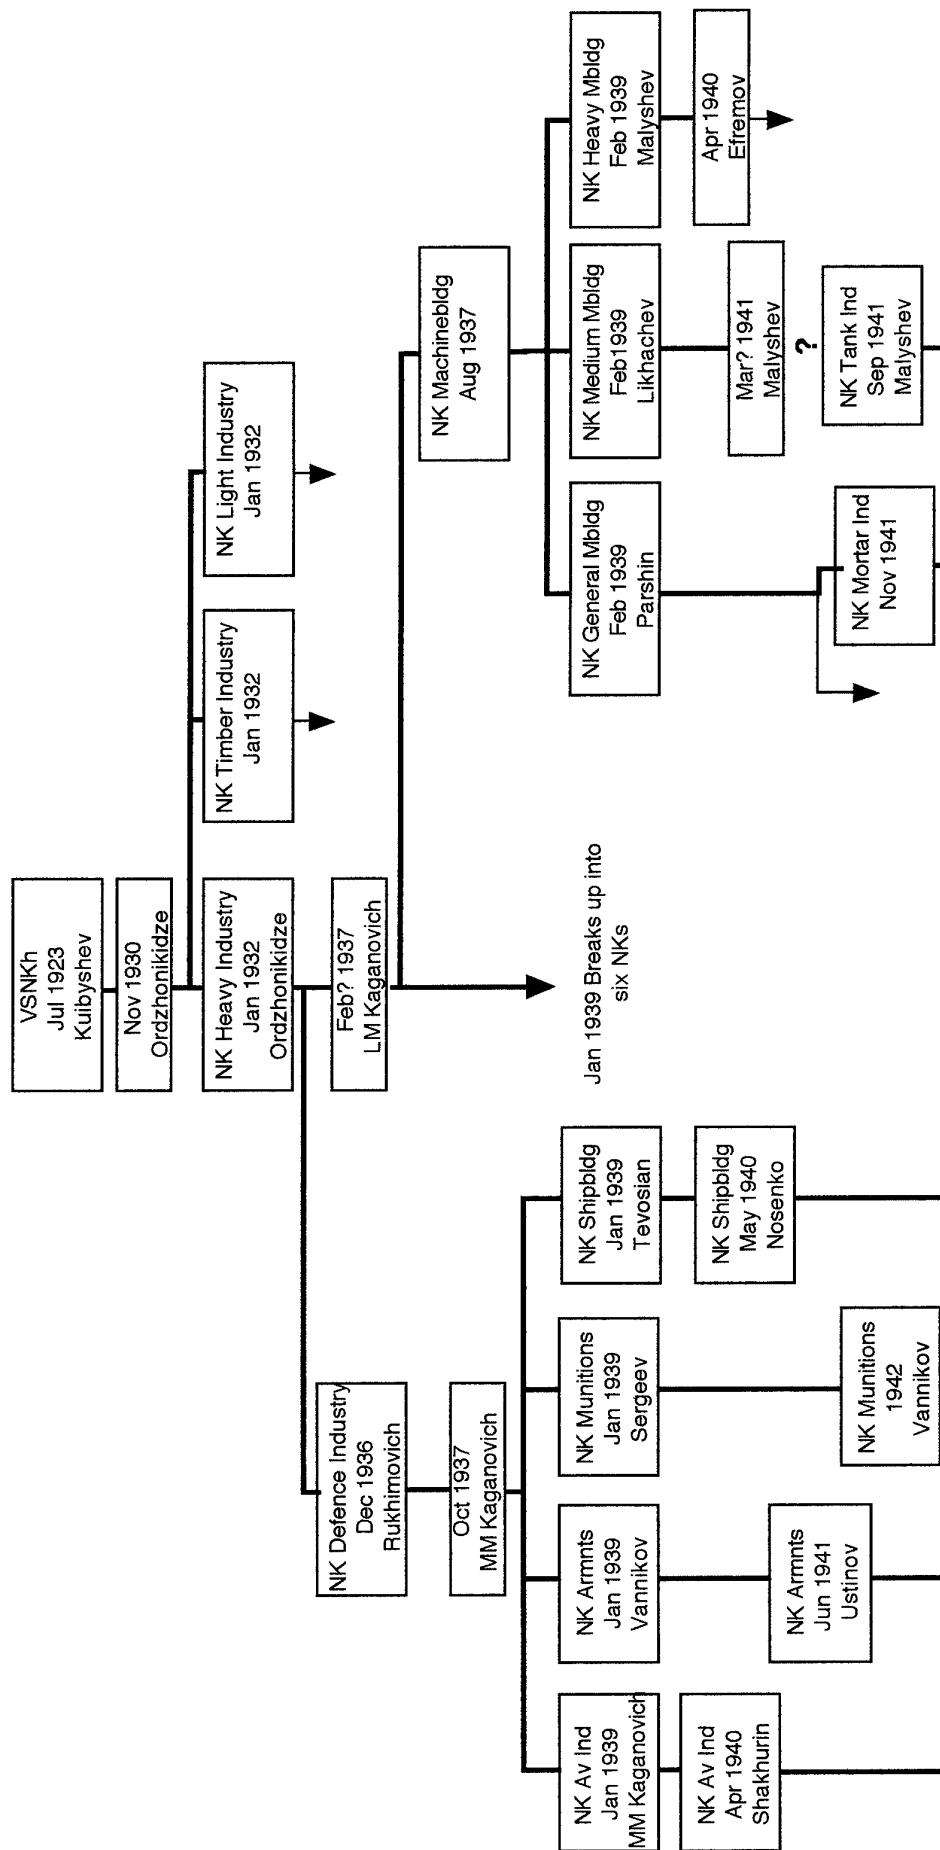 VSNKh
Jul 1923
Kuibyshev
Nov 1930
Ordzhonikidze
NK Heavy Industry
Jan 1932
Ordzhonikidze
NK Timber Industry
Jan 1932
NK Light Industry
Jan 1932
Feb? 1937
LM Kaganovich
NK Defence Industry
Dec 1936
Rukhimovich
Oct 1937
MM Kaganovich
NK Machinebldg
Aug 1937
Jan 1939 Breaks up into
six NKs
NK Av Ind
Jan 1939
MM Kaganovich
NK Armnts
Jan 1939
Vannikov
NK Munitions
Jan 1939
Sergeev
NK Shipbldg
Jan 1939
Tevosian
NK General Mbldg
Feb 1939
Parshin
NK Medium Mbldg
Feb1939
Likhachev
NK Heavy Mbldg
Feb 1939
Malyshev
NK Av Ind
Apr 1940
Shakhurin
NK Shipbldg
May 1940
Nosenko
Apr 1940
Efremov
Mar? 1941
Malyshev
?
NK Armnts
Jun 1941
Ustinov
NK Munitions
1942
Vannikov
NK Mortar Ind
Nov 1941
NK Tank Ind
Sep 1941
Malyshev